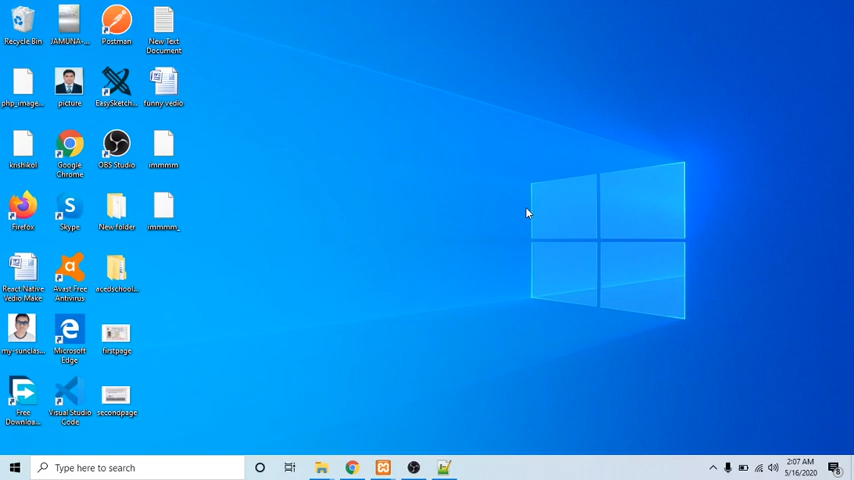 Recycle Bin
JAMUNA-...
Postman
New Text
Document
php_image...
picture
EasySketch...
funny vedio
krishikol
Google
Chrome
OBS Studio
immmm
Firefox
Skype
New folder
immmm_
React Native
Vedio Make
Avast Free
Antivirus
acedschool...
my-sunclas...
Microsoft
Edge
firstpage
Free
Downloa...
Visual Studio
Code
secondpage
Type here to search
2:07 AM
5/16/2020
8